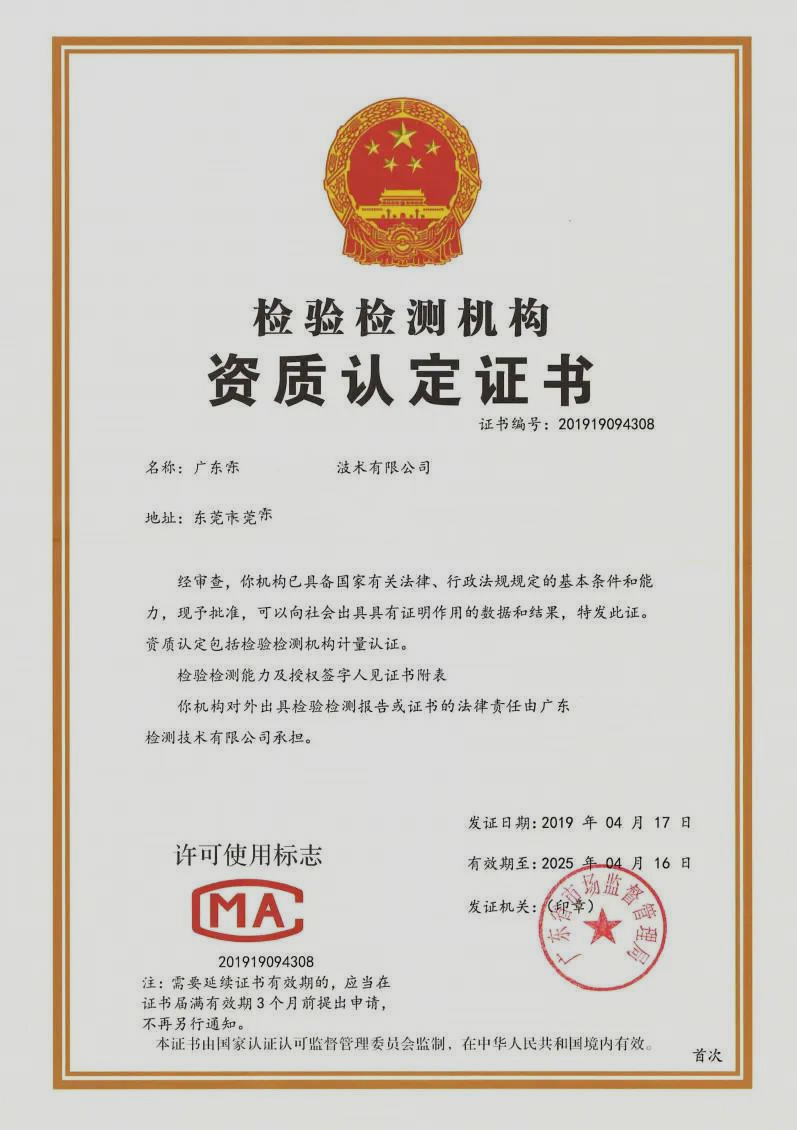 检验检测机构
资质认定证书
证书编号：201919094308
名称：广东 术有限公司
地址：东莞市莞
经审查，你机构已具备国家有关法律、行政法规规定的基本条件和能
力，现予批准，可以向社会出具具有证明作用的数据和结果，特发此证。
资质认定包括检验检测机构计量认证。
检验检测能力及授权签字人见证书附表
你机构对外出具检验检测报告或证书的法律责任由广东
检测技术有限公司承担。
发证日期：2019 年 04 月 17 日
许可使用标志
有效期至：2025 年 04 月 16 日
发证机关：（印章）
广东省市场监督管理局
MA
201919094308
注：需要延续证书有效期的，应当在
证书届满有效期3个月前提出申请，
不再另行通知。
本证书由国家认证认可监督管理委员会监制，在中华人民共和国境内有效。
首次